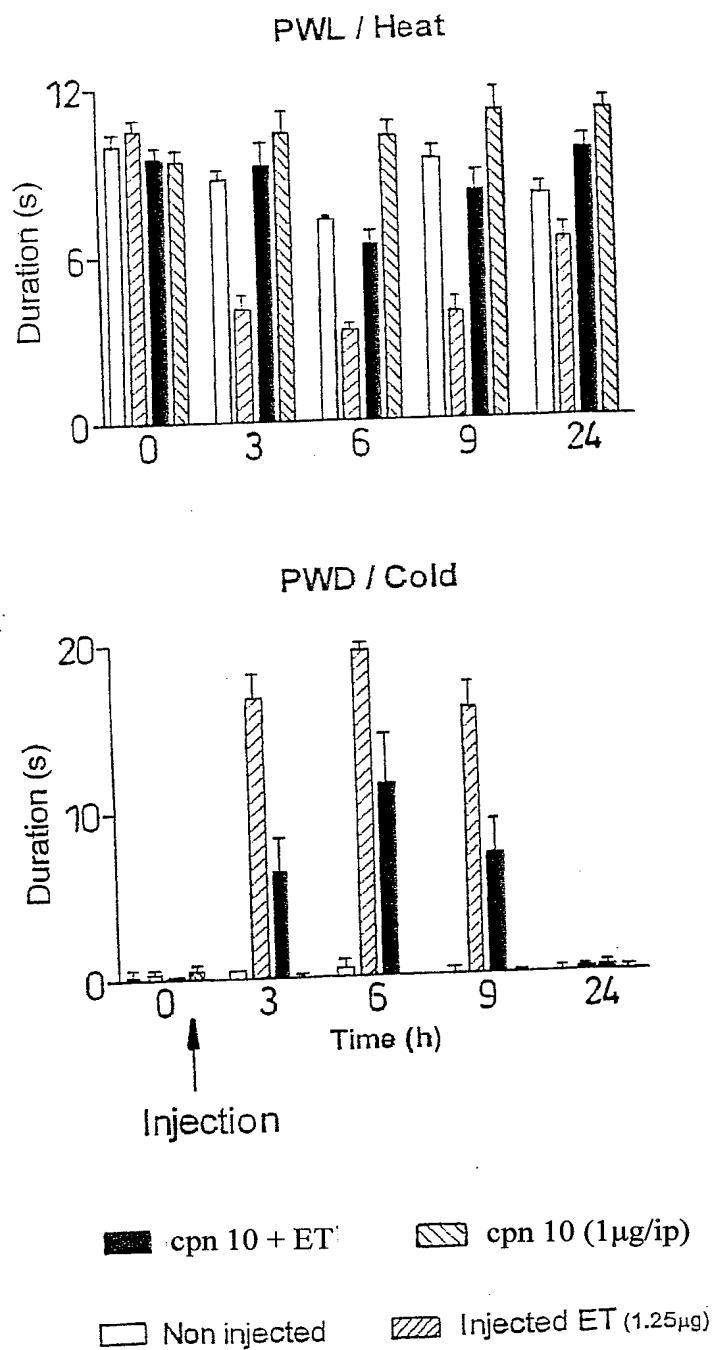 PWL / Heat
12
6
0
Duration (s)
0 3 6 9 24
PWD / Cold
20
10
0
Duration (s)
0 3 6 9 24
Time (h)
Injection
cpn 10 + ET
cpn 10 (1µg/ip)
Non injected
Injected ET (1.25µg)